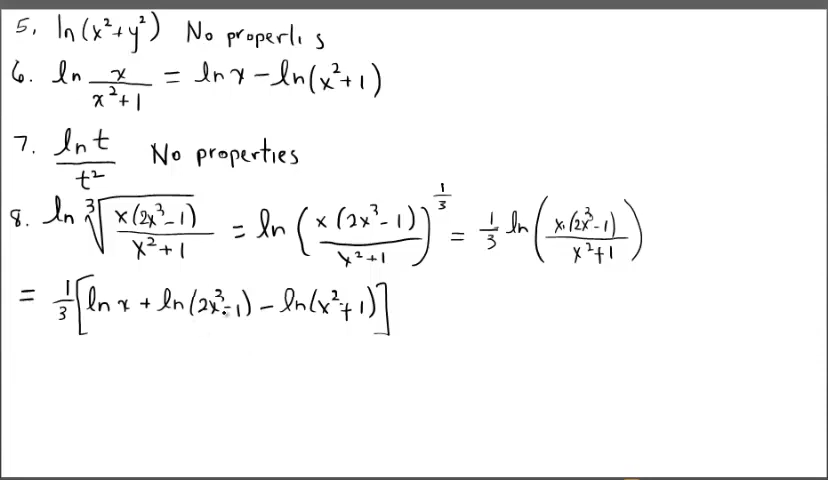 5. ln(x²+y²) No properti s
6. ln x/(x²+1) = ln x − ln(x²+1)
7. ln t/t² No properties
8. ln ∛(x(2x³−1)/(x²+1)) = ln (x(2x³−1)/(x²+1))^(1/3) = 1/3 ln (x·(2x³−1)/(x²+1))
= 1/3 [ln x + ln(2x³−1) − ln(x²+1)]